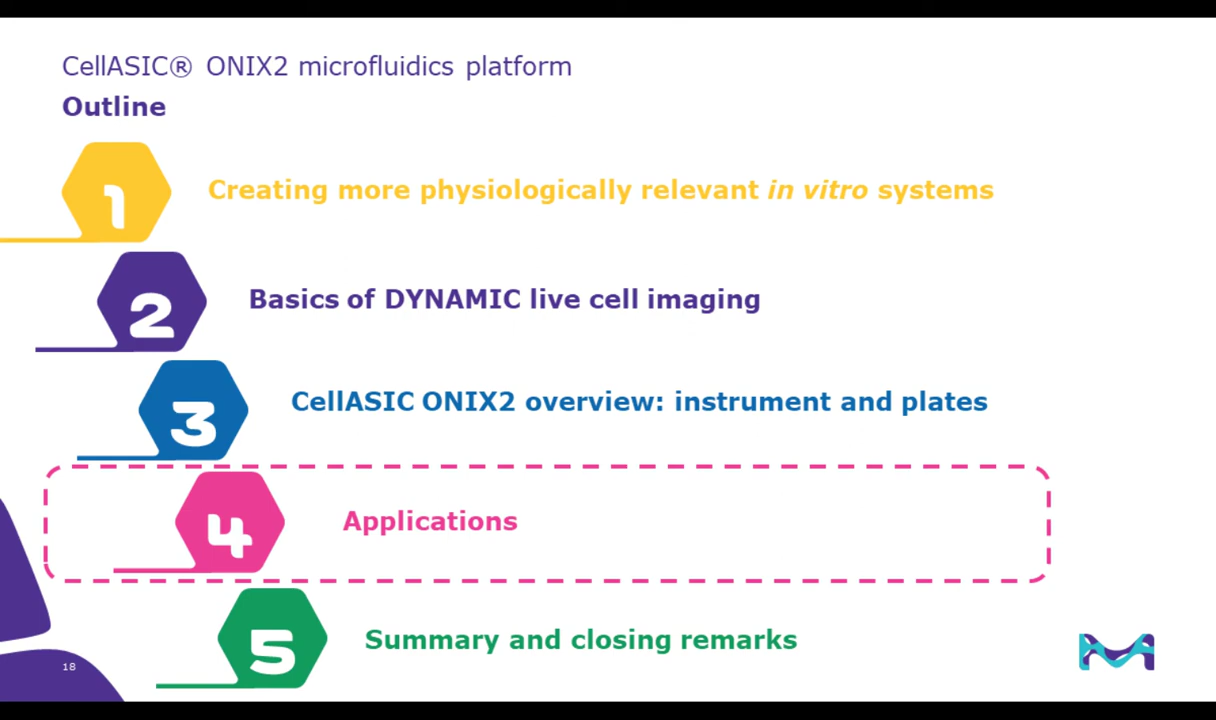 CellASIC® ONIX2 microfluidics platform
Outline
1
Creating more physiologically relevant in vitro systems
2
Basics of DYNAMIC live cell imaging
3
CellASIC ONIX2 overview: instrument and plates
4
Applications
5
Summary and closing remarks
18
M